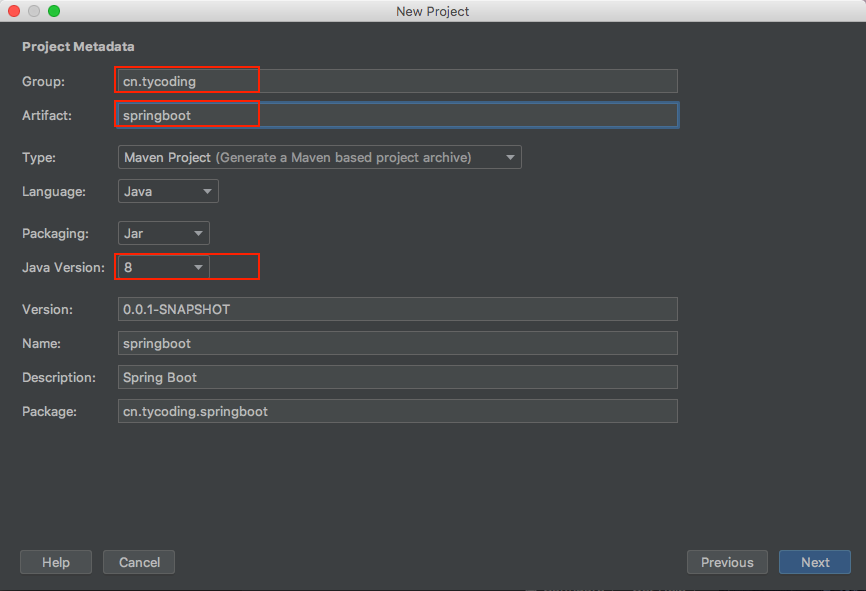 New Project
Project Metadata
Group: cn.tycoding
Artifact: springboot
Type: Maven Project (Generate a Maven based project archive)
Language: Java
Packaging: Jar
Java Version: 8
Version: 0.0.1-SNAPSHOT
Name: springboot
Description: Spring Boot
Package: cn.tycoding.springboot
Help Cancel Previous Next